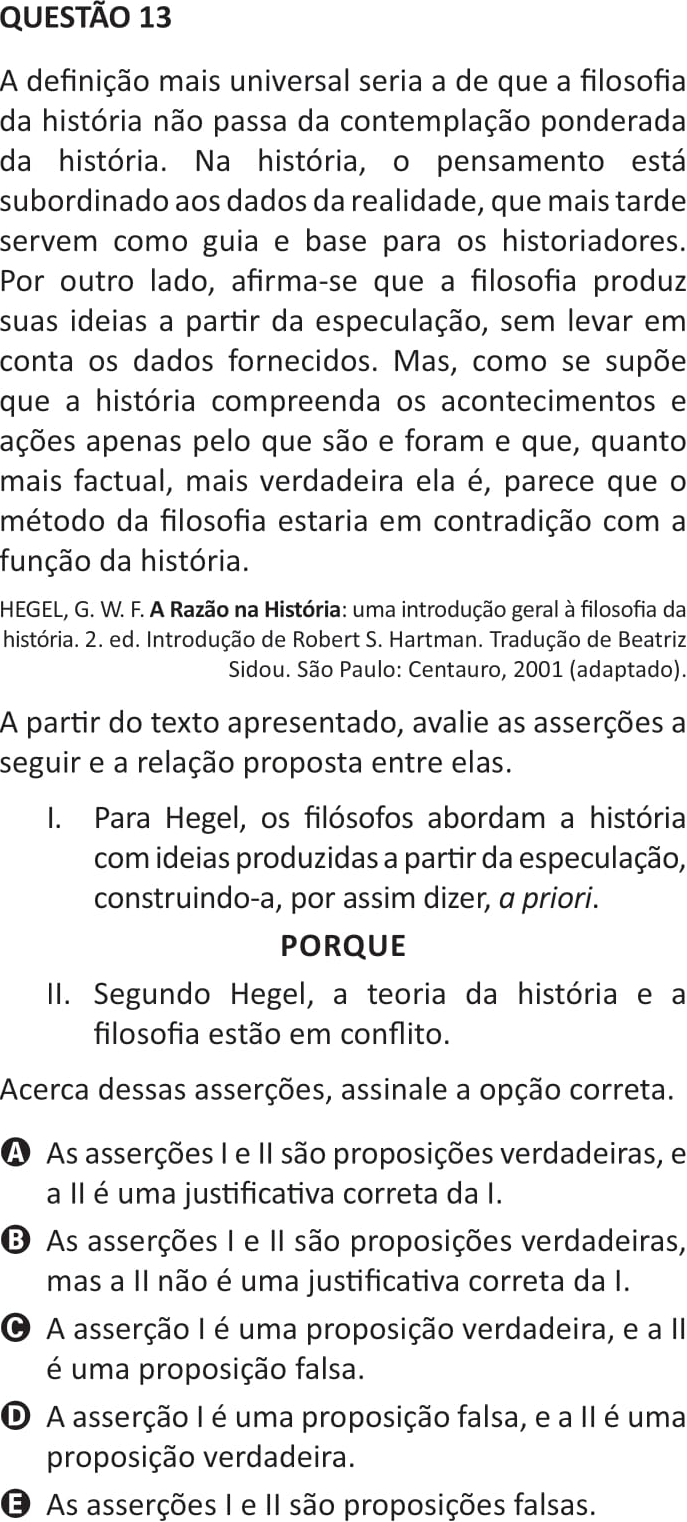 QUESTÃO 13
A definição mais universal seria a de que a filosofia
da história não passa da contemplação ponderada
da história. Na história, o pensamento está
subordinado aos dados da realidade, que mais tarde
servem como guia e base para os historiadores.
Por outro lado, afirma-se que a filosofia produz
suas ideias a partir da especulação, sem levar em
conta os dados fornecidos. Mas, como se supõe
que a história compreenda os acontecimentos e
ações apenas pelo que são e foram e que, quanto
mais factual, mais verdadeira ela é, parece que o
método da filosofia estaria em contradição com a
função da história.
HEGEL, G. W. F. A Razão na História: uma introdução geral à filosofia da
história. 2. ed. Introdução de Robert S. Hartman. Tradução de Beatriz
Sidou. São Paulo: Centauro, 2001 (adaptado).
A partir do texto apresentado, avalie as asserções a
seguir e a relação proposta entre elas.
I. Para Hegel, os filósofos abordam a história
com ideias produzidas a partir da especulação,
construindo-a, por assim dizer, a priori.
PORQUE
II. Segundo Hegel, a teoria da história e a
filosofia estão em conflito.
Acerca dessas asserções, assinale a opção correta.
A As asserções I e II são proposições verdadeiras, e
a II é uma justificativa correta da I.
B As asserções I e II são proposições verdadeiras,
mas a II não é uma justificativa correta da I.
C A asserção I é uma proposição verdadeira, e a II
é uma proposição falsa.
D A asserção I é uma proposição falsa, e a II é uma
proposição verdadeira.
E As asserções I e II são proposições falsas.